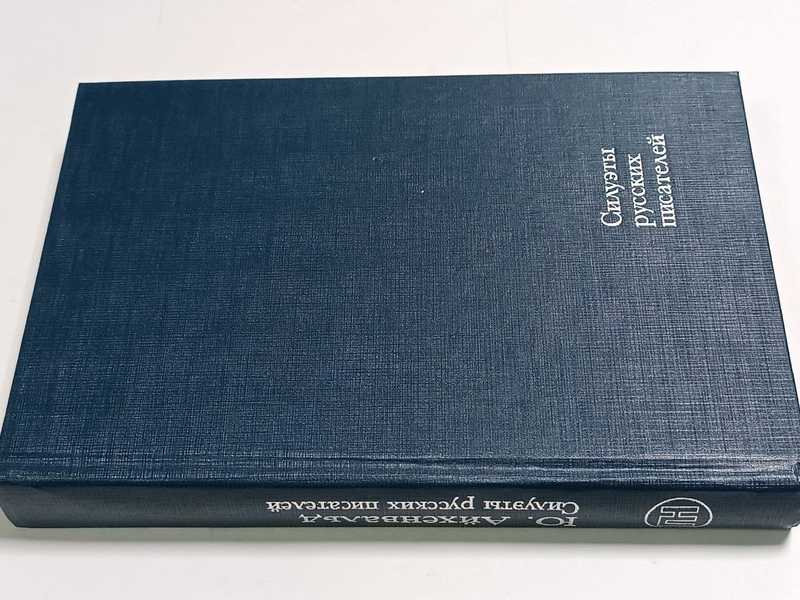 Силуэты
русских
писателей
Ю. Айхенвальд
Силуэты русских писателей